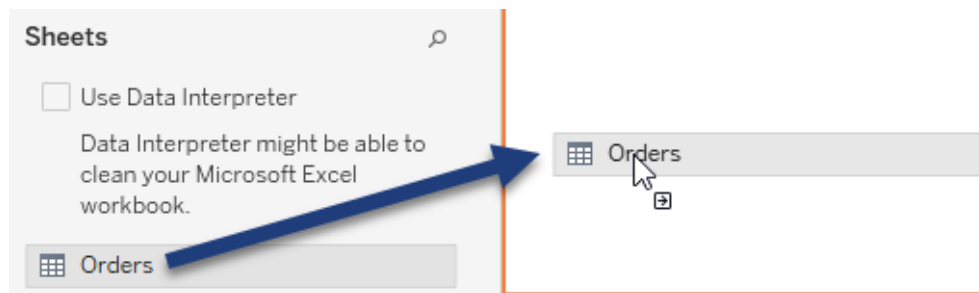 Sheets
Use Data Interpreter
Data Interpreter might be able to
clean your Microsoft Excel
workbook.
Orders
Orders